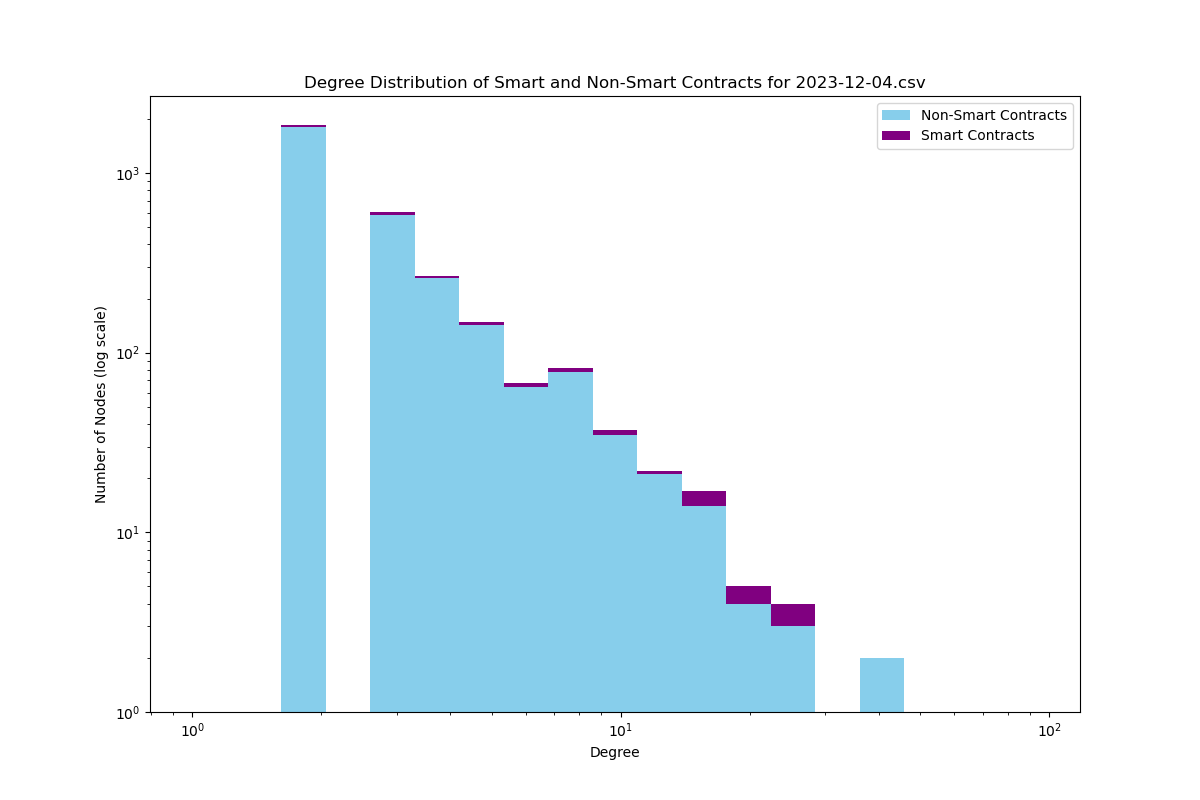 Degree Distribution of Smart and Non-Smart Contracts for 2023-12-04.csv
Non-Smart Contracts
Smart Contracts
Number of Nodes (log scale)
10³
10²
10¹
10⁰
10⁰ 10¹ 10²
Degree